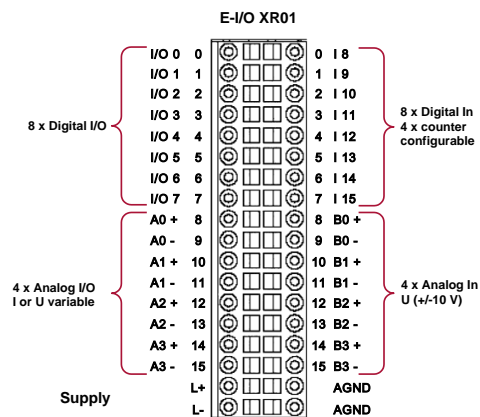 E-I/O XR01
I/O 0 0 0 I 8
I/O 1 1 1 I 9
I/O 2 2 2 I 10
I/O 3 3 3 I 11
I/O 4 4 4 I 12
I/O 5 5 5 I 13
I/O 6 6 6 I 14
I/O 7 7 7 I 15
A0 + 8 8 B0 +
A0 - 9 9 B0 -
A1 + 10 10 B1 +
A1 - 11 11 B1 -
A2 + 12 12 B2 +
A2 - 13 13 B2 -
A3 + 14 14 B3 +
A3 - 15 15 B3 -
L+ AGND
L- AGND
8 x Digital I/O
4 x Analog I/O
I or U variable
Supply
8 x Digital In
4 x counter
configurable
4 x Analog In
U (+/-10 V)